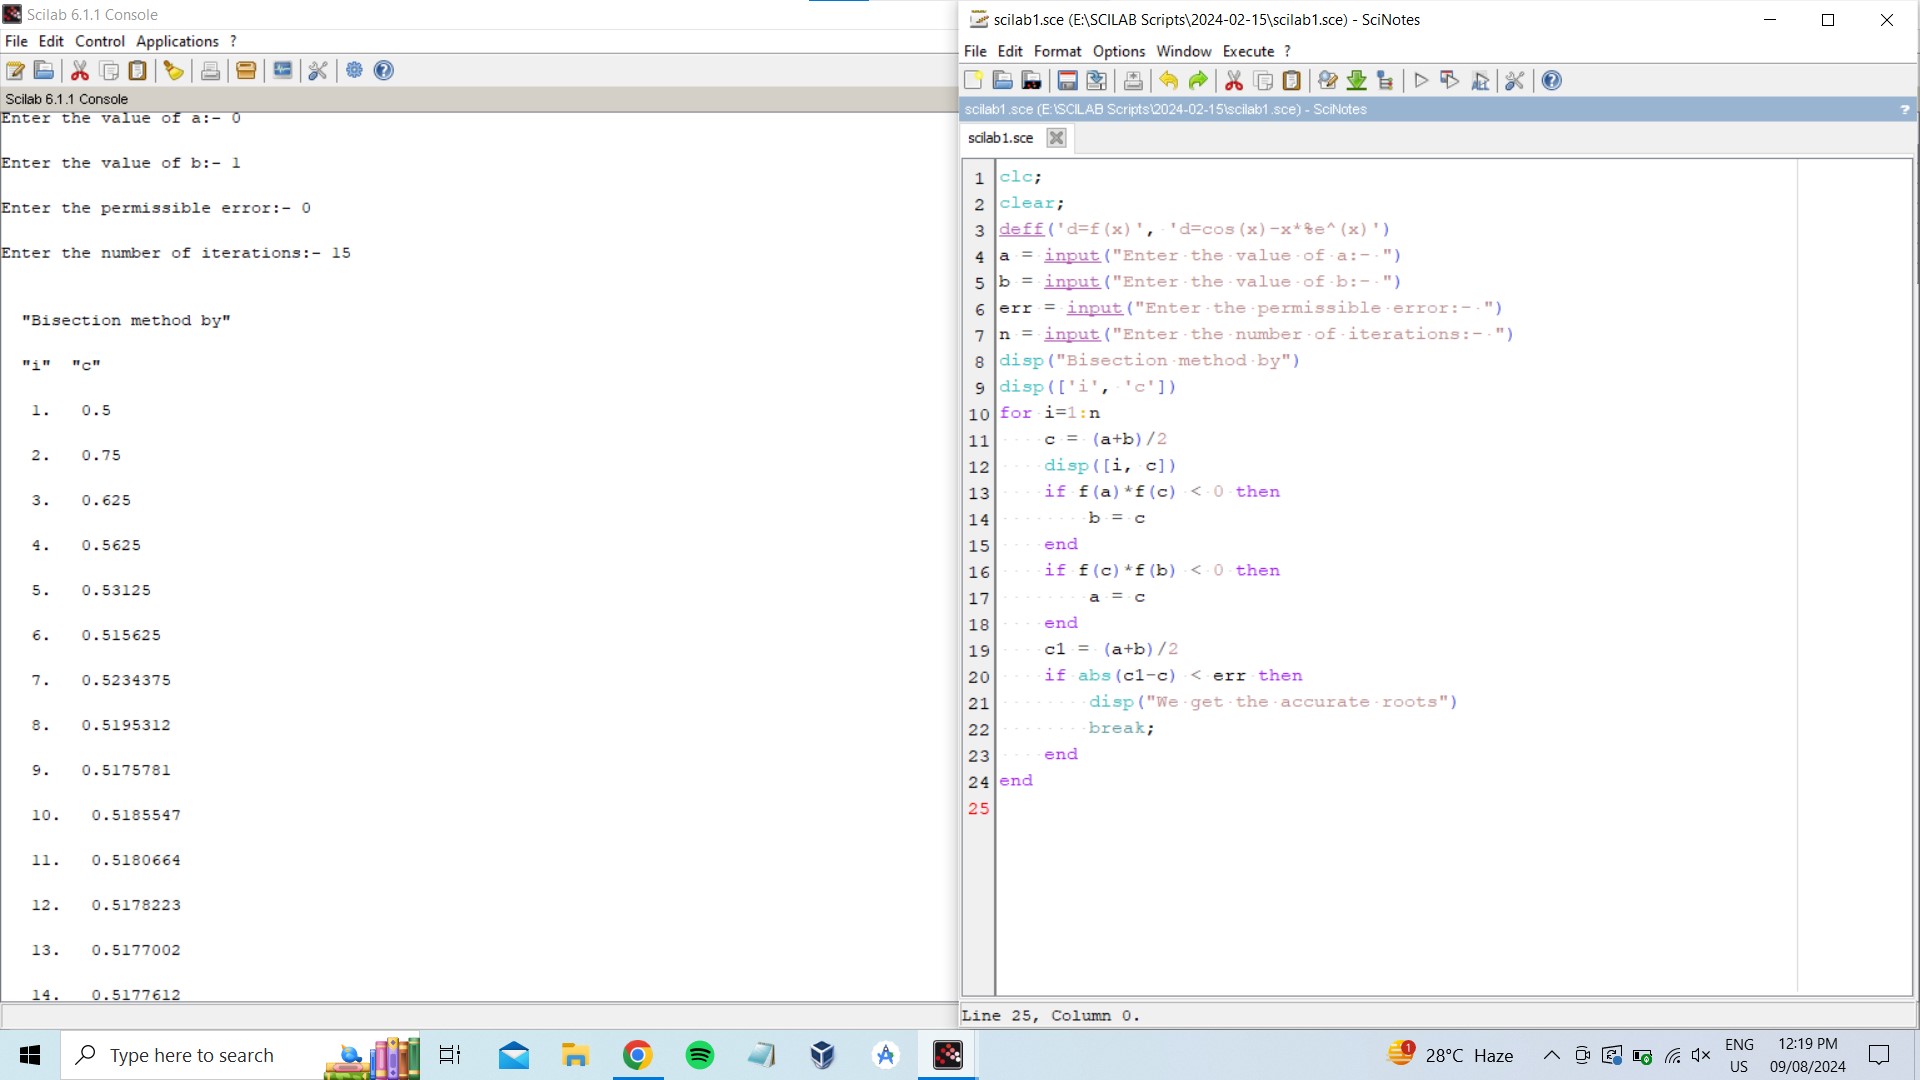 Scilab 6.1.1 Console
File Edit Control Applications ?
Scilab 6.1.1 Console
Enter the value of a:- 0
Enter the value of b:- 1
Enter the permissible error:- 0
Enter the number of iterations:- 15
"Bisection method by"
"i" "c"
1. 0.5
2. 0.75
3. 0.625
4. 0.5625
5. 0.53125
6. 0.515625
7. 0.5234375
8. 0.5195312
9. 0.5175781
10. 0.5185547
11. 0.5180664
12. 0.5178223
13. 0.5177002
14. 0.5177612
scilab1.sce (E:\SCILAB Scripts\2024-02-15\scilab1.sce) - SciNotes
File Edit Format Options Window Execute ?
scilab1.sce (E:\SCILAB Scripts\2024-02-15\scilab1.sce) - SciNotes ?
scilab1.sce
1 clc;
2 clear;
3 deff('d=f(x)', 'd=cos(x)-x*%e^(x)')
4 a = input("Enter the value of a:- ")
5 b = input("Enter the value of b:- ")
6 err = input("Enter the permissible error:- ")
7 n = input("Enter the number of iterations:- ")
8 disp("Bisection method by")
9 disp(['i', 'c'])
10 for i=1:n
11 c = (a+b)/2
12 disp([i, c])
13 if f(a)*f(c) < 0 then
14 b = c
15 end
16 if f(c)*f(b) < 0 then
17 a = c
18 end
19 c1 = (a+b)/2
20 if abs(c1-c) < err then
21 disp("We get the accurate roots")
22 break;
23 end
24 end
25
Line 25, Column 0.
Type here to search
1
28°C Haze
ENG
US
12:19 PM
09/08/2024